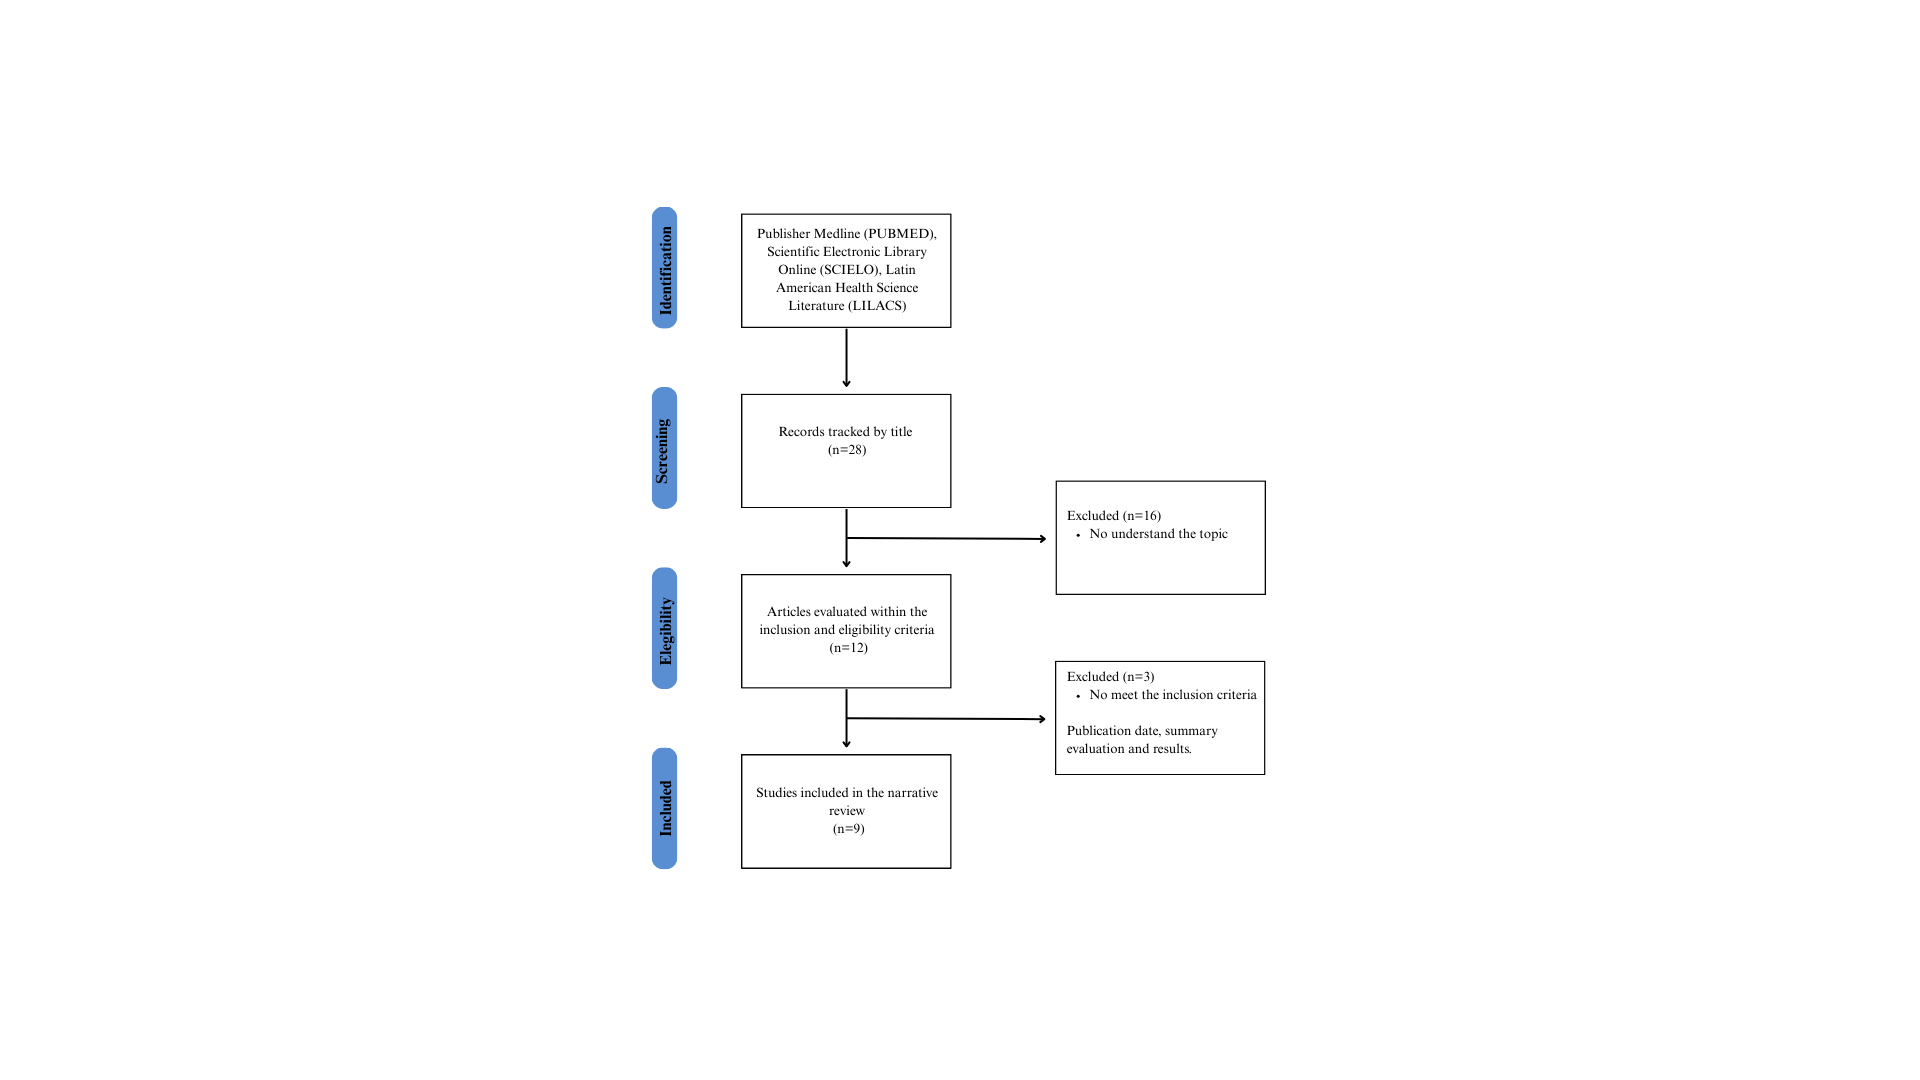 Identification
Publisher Medline (PUBMED),
Scientific Electronic Library
Online (SCIELO), Latin
American Health Science
Literature (LILACS)
Screening
Records tracked by title
(n=28)
Excluded (n=16)
• No understand the topic
Elegibility
Articles evaluated within the
inclusion and eligibility criteria
(n=12)
Excluded (n=3)
• No meet the inclusion criteria
Publication date, summary
evaluation and results.
Included
Studies included in the narrative
review
(n=9)